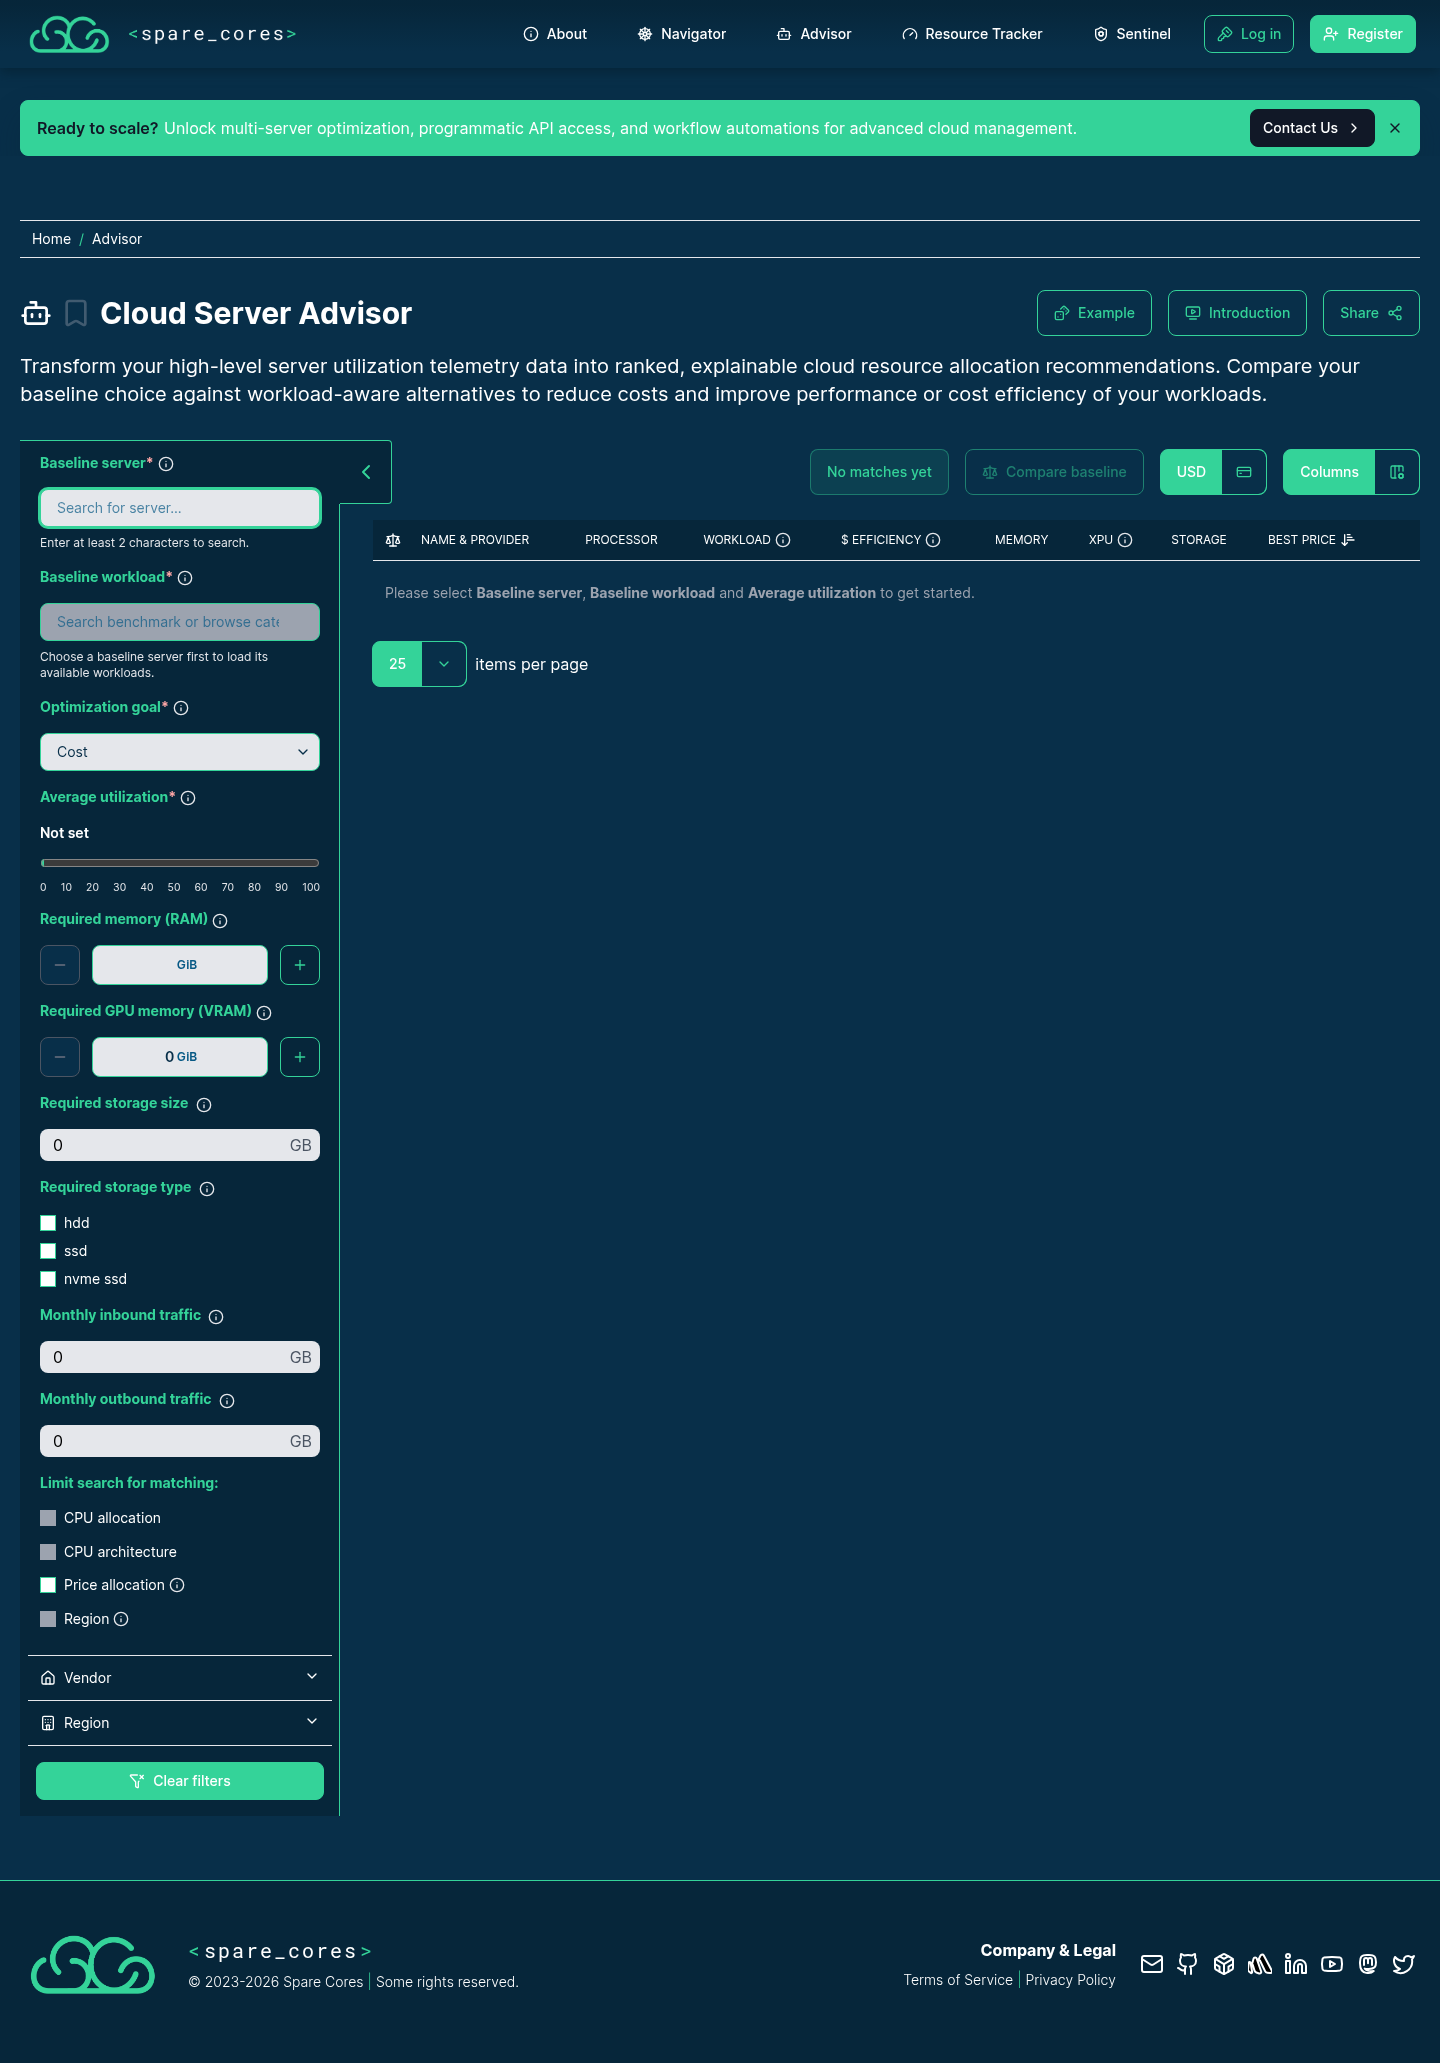 <spare_cores>
About
Navigator
Advisor
Resource Tracker
Sentinel
Log in
Register
Ready to scale? Unlock multi-server optimization, programmatic API access, and workflow automations for advanced cloud management.
Contact Us
Home / Advisor
Cloud Server Advisor
Example
Introduction
Share
Transform your high-level server utilization telemetry data into ranked, explainable cloud resource allocation recommendations. Compare your
baseline choice against workload-aware alternatives to reduce costs and improve performance or cost efficiency of your workloads.
Baseline server*
Search for server...
Enter at least 2 characters to search.
Baseline workload*
Search benchmark or browse cate
Choose a baseline server first to load its
available workloads.
Optimization goal*
Cost
Average utilization*
Not set
0 10 20 30 40 50 60 70 80 90 100
Required memory (RAM)
GiB
Required GPU memory (VRAM)
0 GiB
Required storage size
0 GB
Required storage type
hdd
ssd
nvme ssd
Monthly inbound traffic
0 GB
Monthly outbound traffic
0 GB
Limit search for matching:
CPU allocation
CPU architecture
Price allocation
Region
Vendor
Region
Clear filters
No matches yet
Compare baseline
USD
Columns
NAME & PROVIDER PROCESSOR WORKLOAD $ EFFICIENCY MEMORY XPU STORAGE BEST PRICE
Please select Baseline server, Baseline workload and Average utilization to get started.
25 items per page
<spare_cores>
© 2023-2026 Spare Cores | Some rights reserved.
Company & Legal
Terms of Service | Privacy Policy